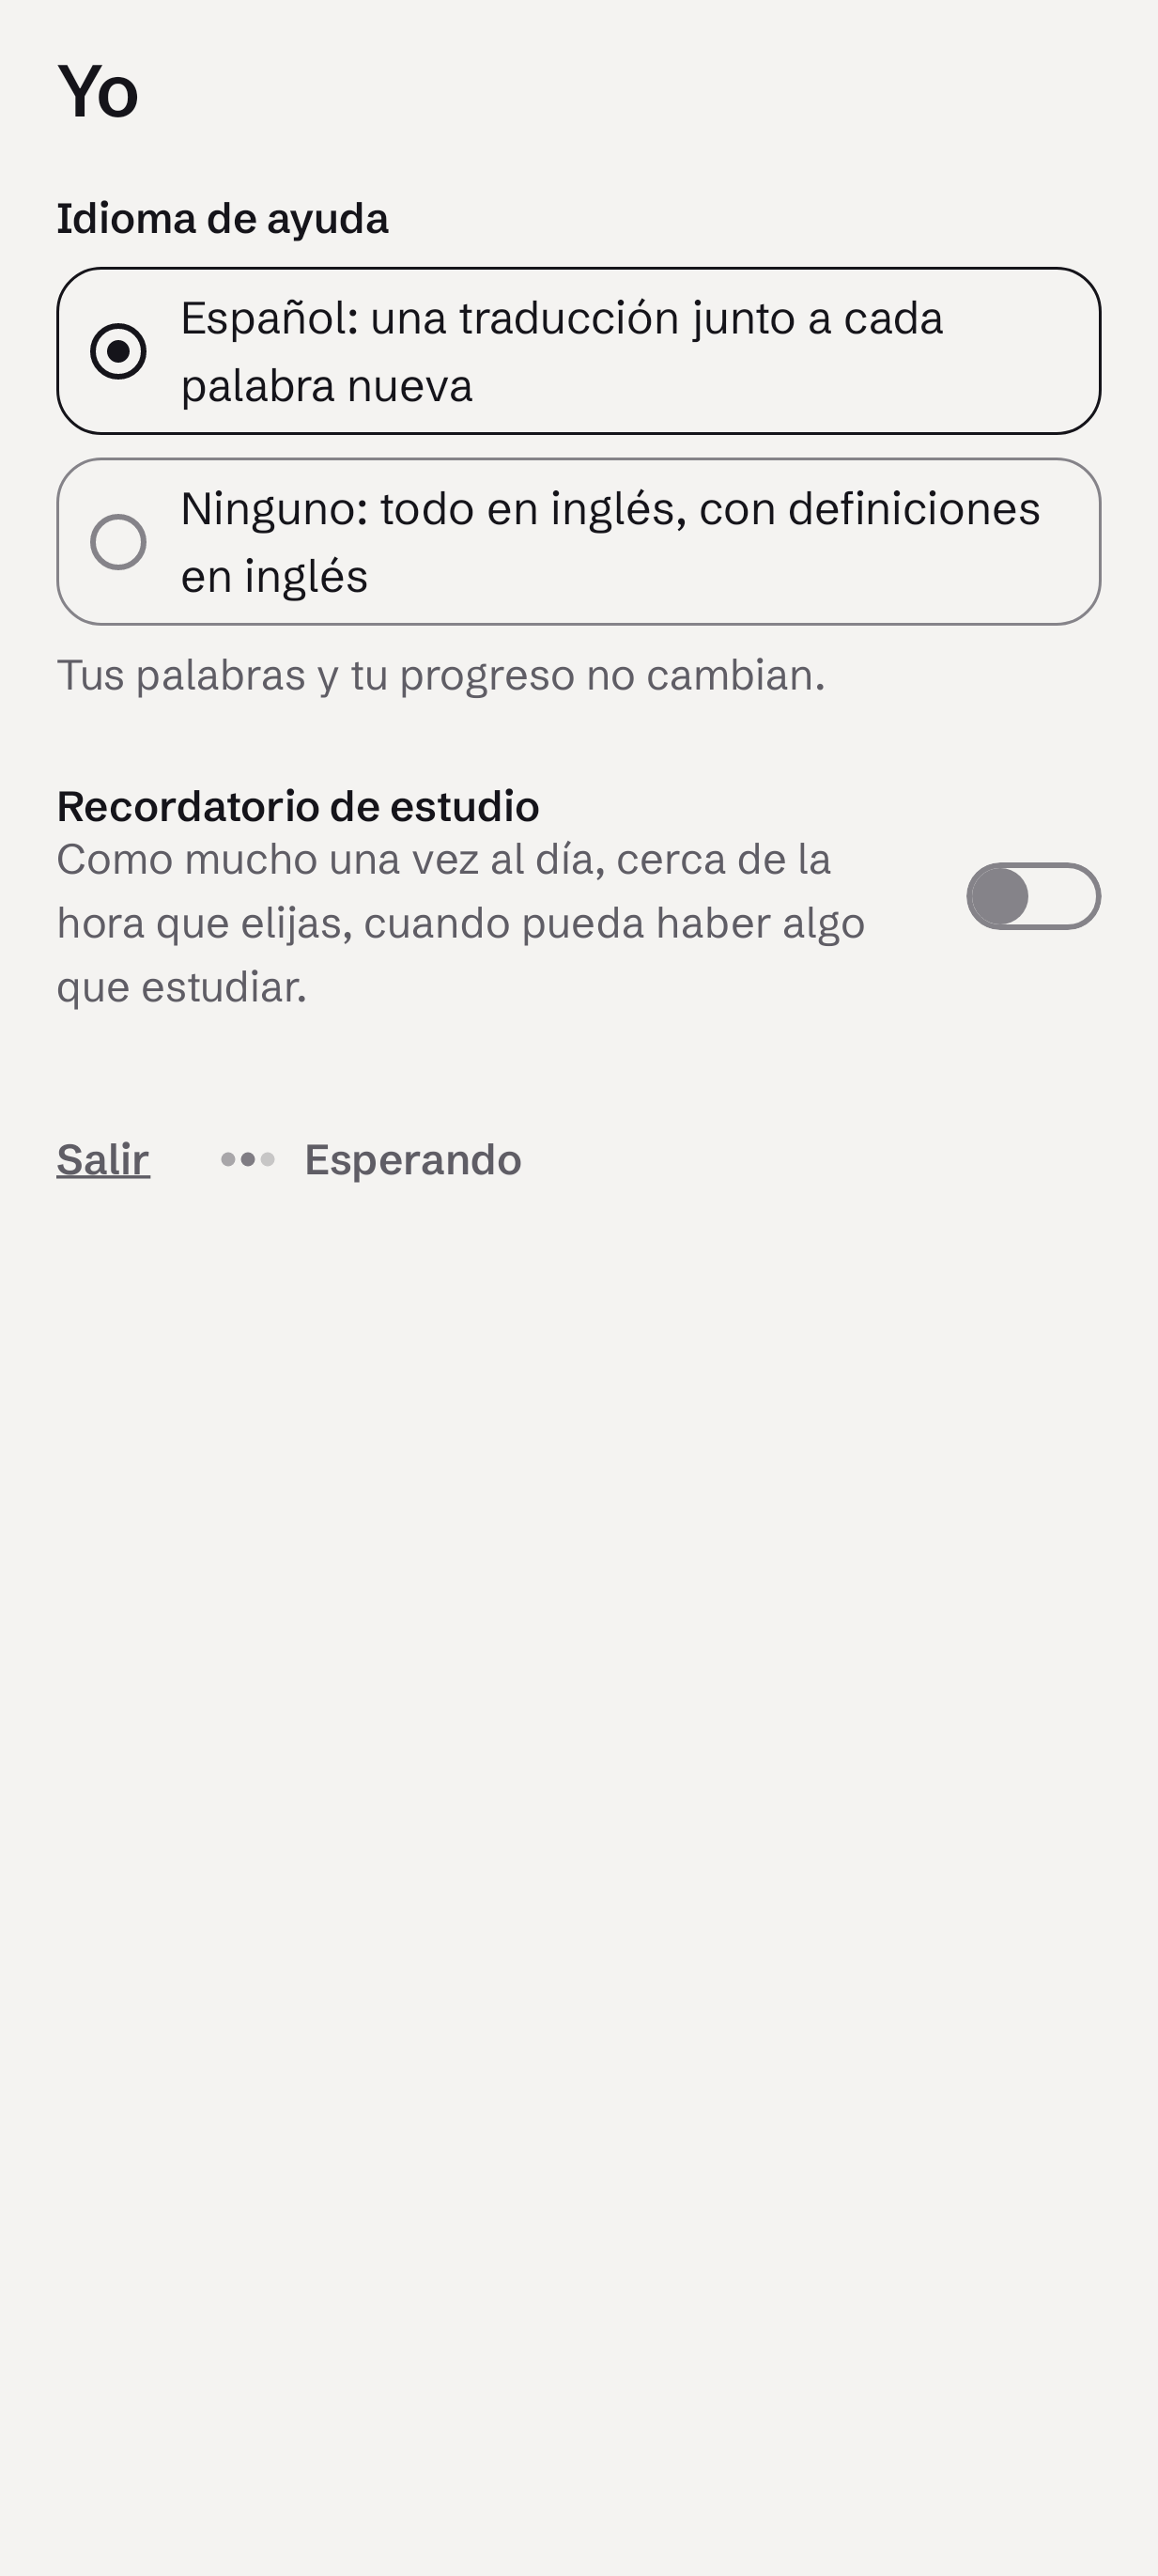 Yo
Idioma de ayuda
Español: una traducción junto a cada
palabra nueva
Ninguno: todo en inglés, con definiciones
en inglés
Tus palabras y tu progreso no cambian.
Recordatorio de estudio
Como mucho una vez al día, cerca de la
hora que elijas, cuando pueda haber algo
que estudiar.
Salir
Esperando